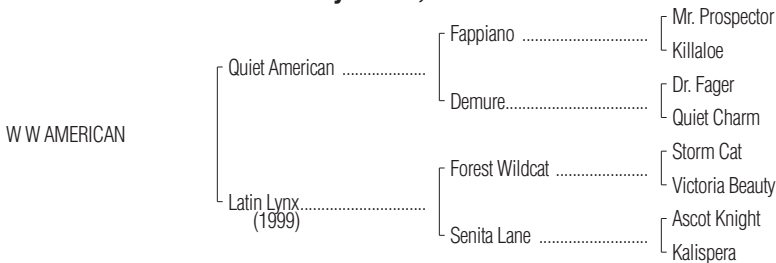 Mr. Prospector
Fappiano
Killaloe
Quiet American
Dr. Fager
Demure
Quiet Charm
W W AMERICAN
Storm Cat
Forest Wildcat
Victoria Beauty
Latin Lynx
(1999)
Ascot Knight
Senita Lane
Kalispera